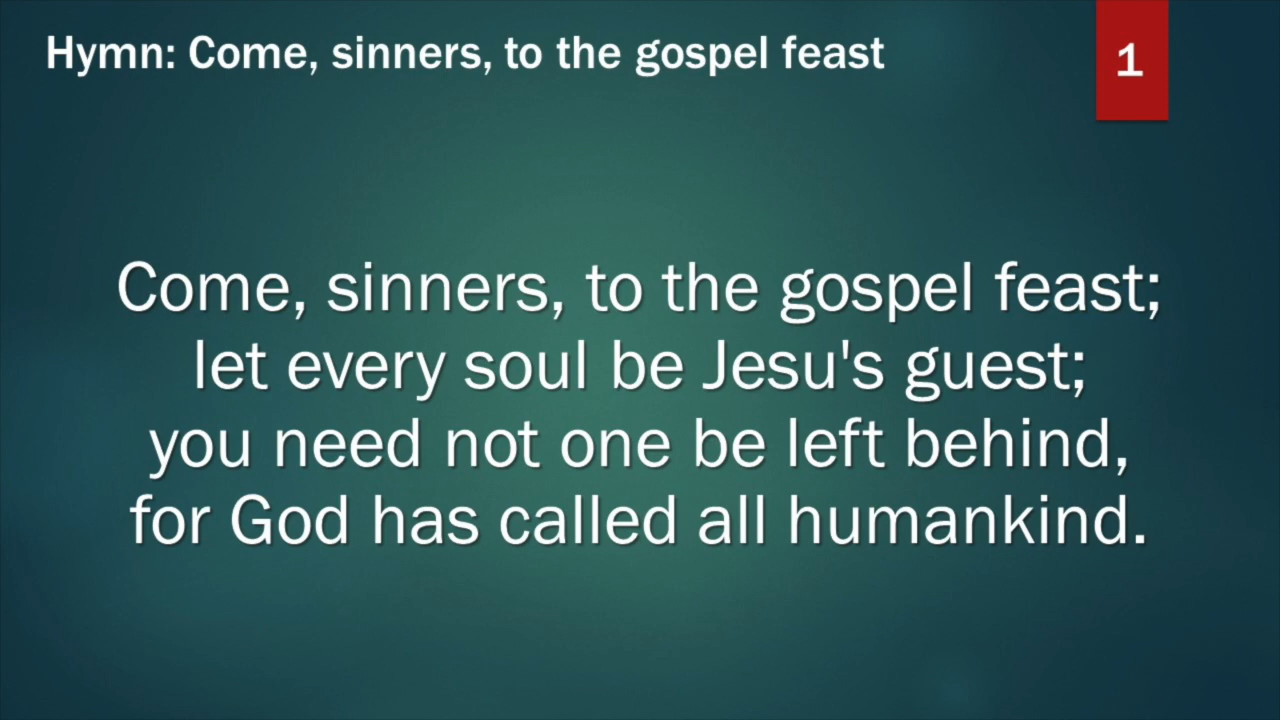 Hymn: Come, sinners, to the gospel feast
1
Come, sinners, to the gospel feast;
let every soul be Jesu's guest;
you need not one be left behind,
for God has called all humankind.